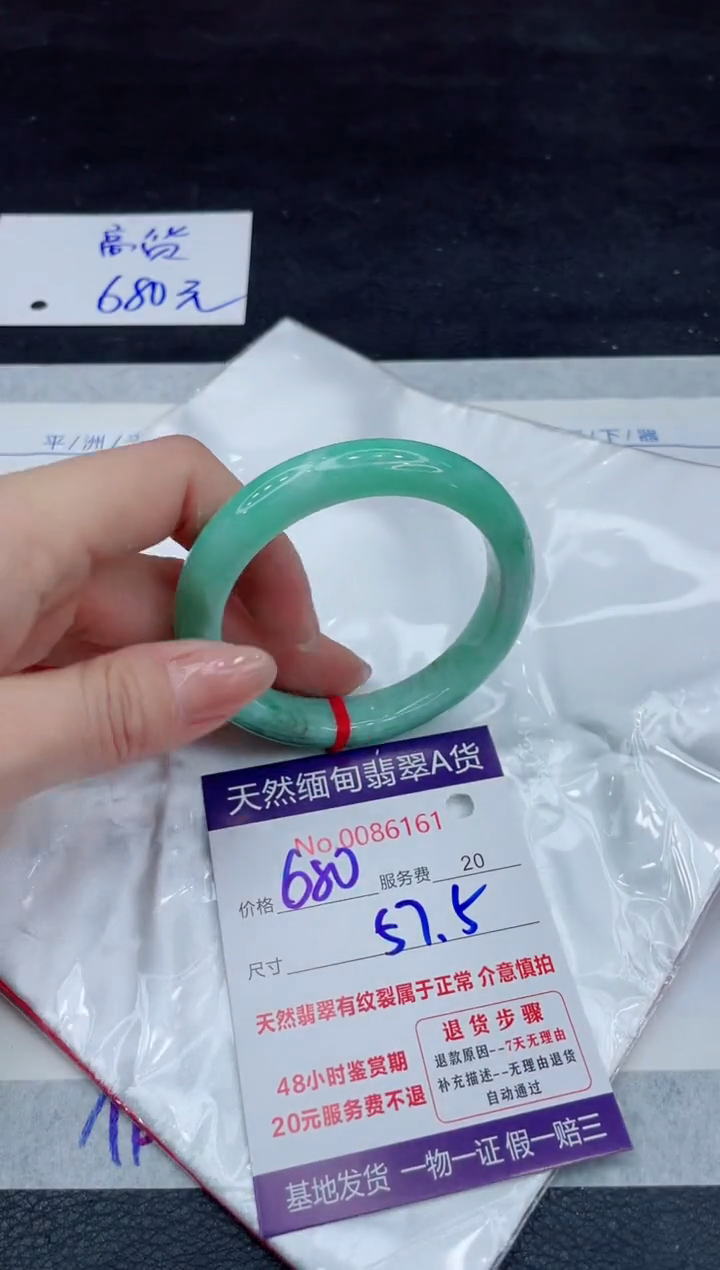 高货
680元
平/洲/
/下/器
天然缅甸翡翠A货
No.0086161
价格 680 服务费 20
尺寸 57.5
天然翡翠有纹裂属于正常 介意慎拍
48小时鉴赏期
20元服务费不退
退货步骤
退款原因--7天无理由
补充描述--无理由退货
自动通过
基地发货 一物一证 假一赔三